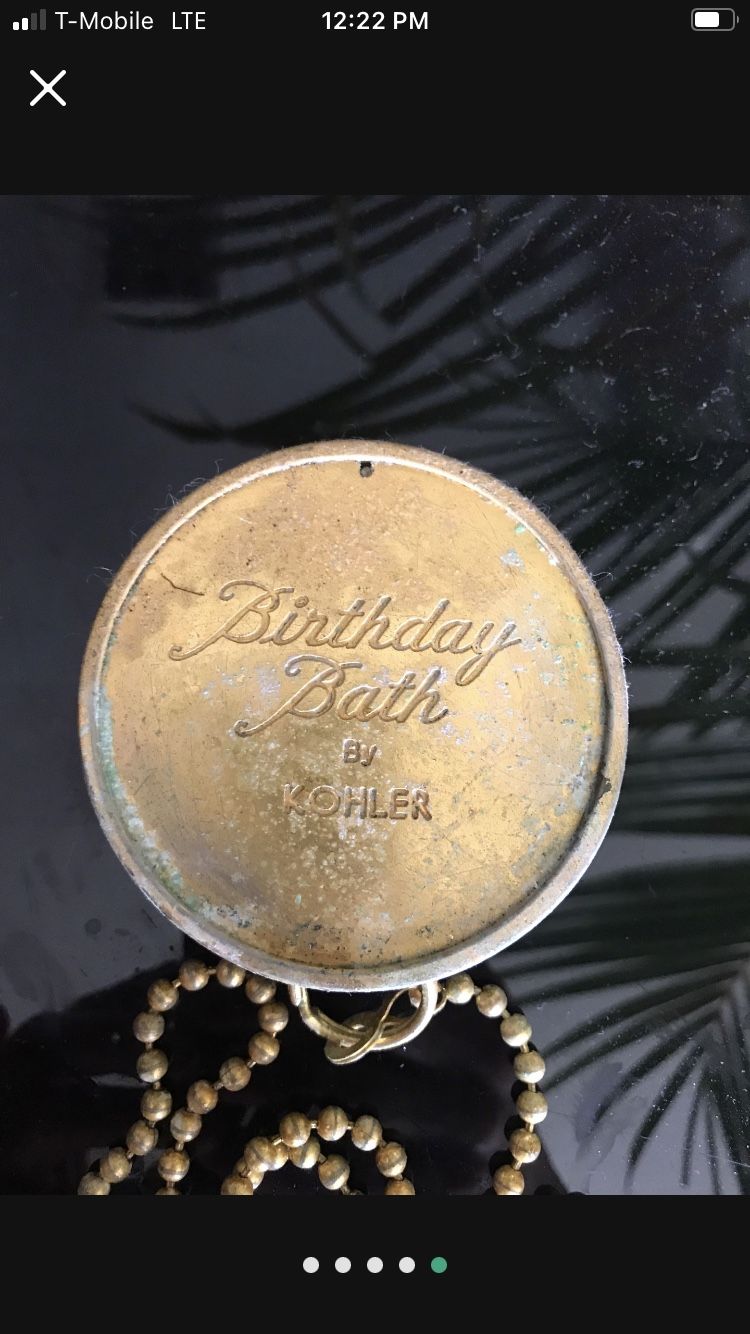 T-Mobile LTE 12:22 PM
Birthday
Bath
By
KOHLER